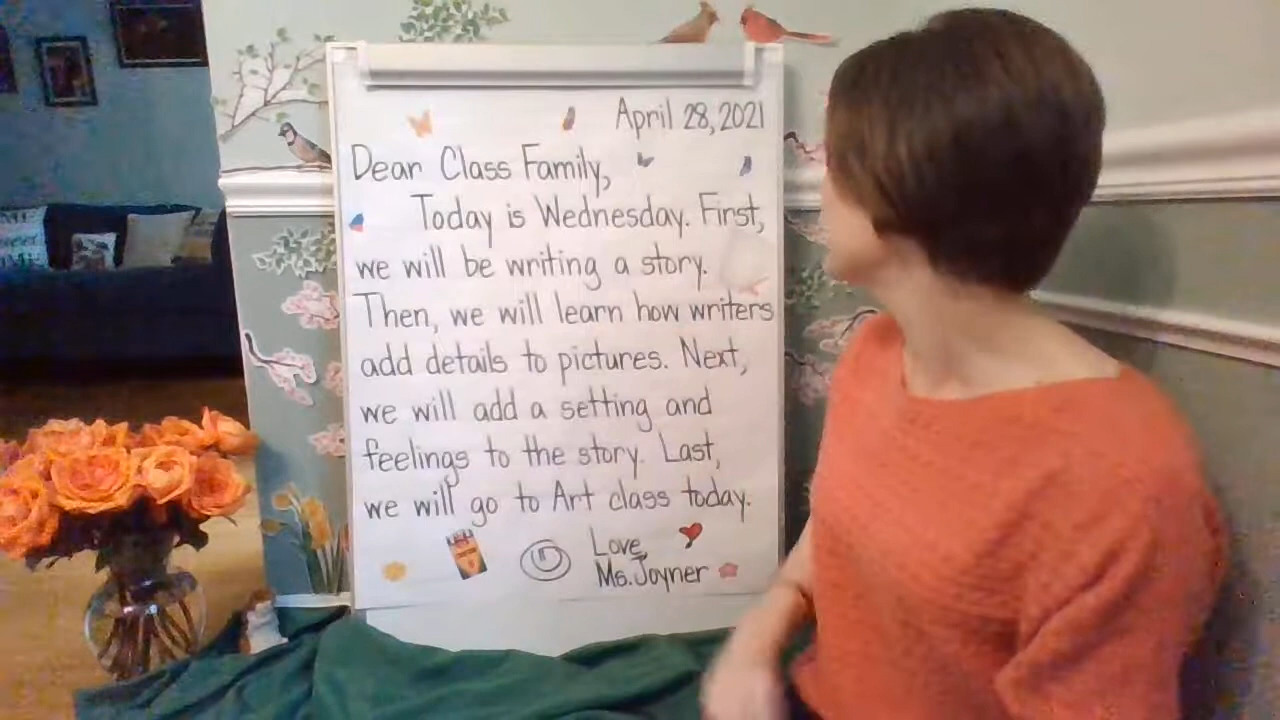 April 28, 2021
Dear Class Family,
Today is Wednesday. First,
we will be writing a story.
Then, we will learn how writers
add details to pictures. Next,
we will add a setting and
feelings to the story. Last,
we will go to Art class today.
Love,
Ms. Joyner